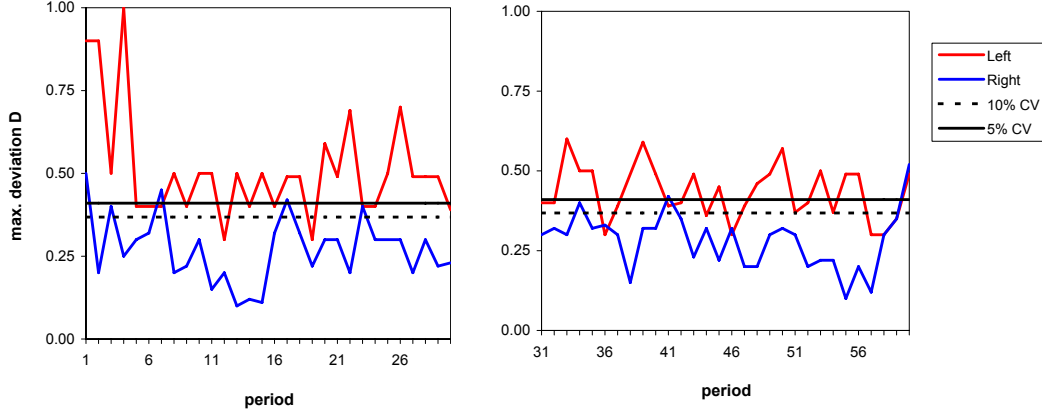 1.00
0.75
0.50
0.25
0.00
max. deviation D
1 6 11 16 21 26
period
1.00
0.75
0.50
0.25
0.00
31 36 41 46 51 56
period
Left
Right
10% CV
5% CV